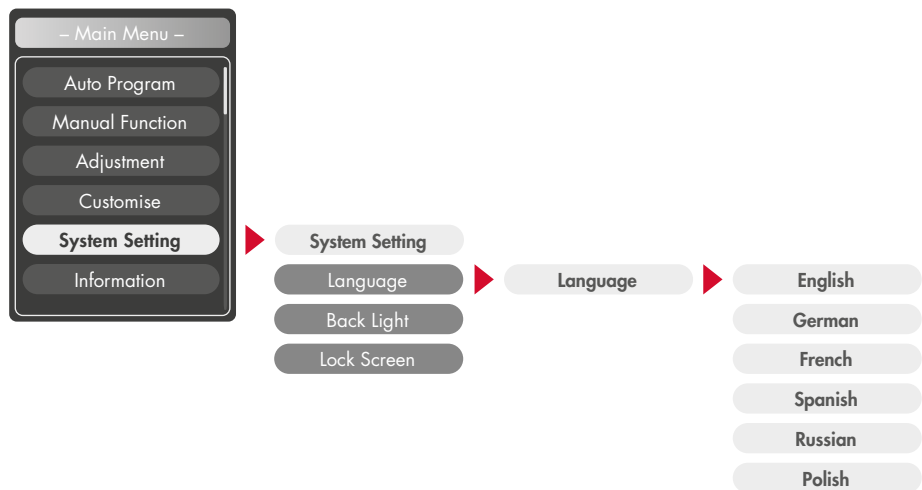 – Main Menu –
Auto Program
Manual Function
Adjustment
Customise
System Setting
Information
System Setting
Language
Back Light
Lock Screen
Language
English
German
French
Spanish
Russian
Polish